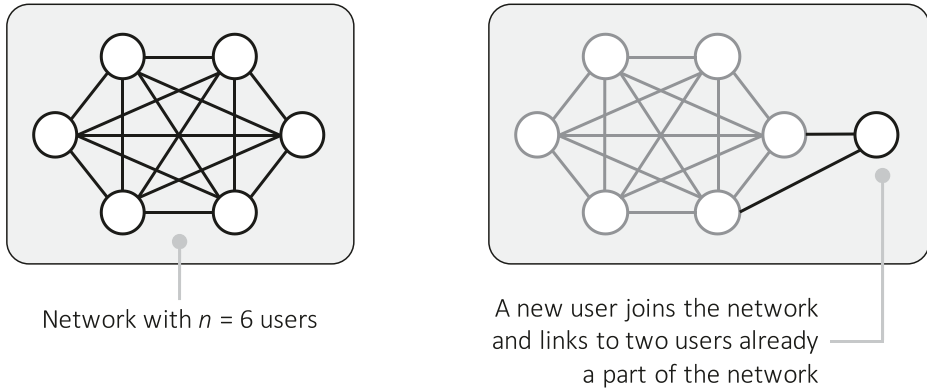 Network with n = 6 users
A new user joins the network
and links to two users already
a part of the network